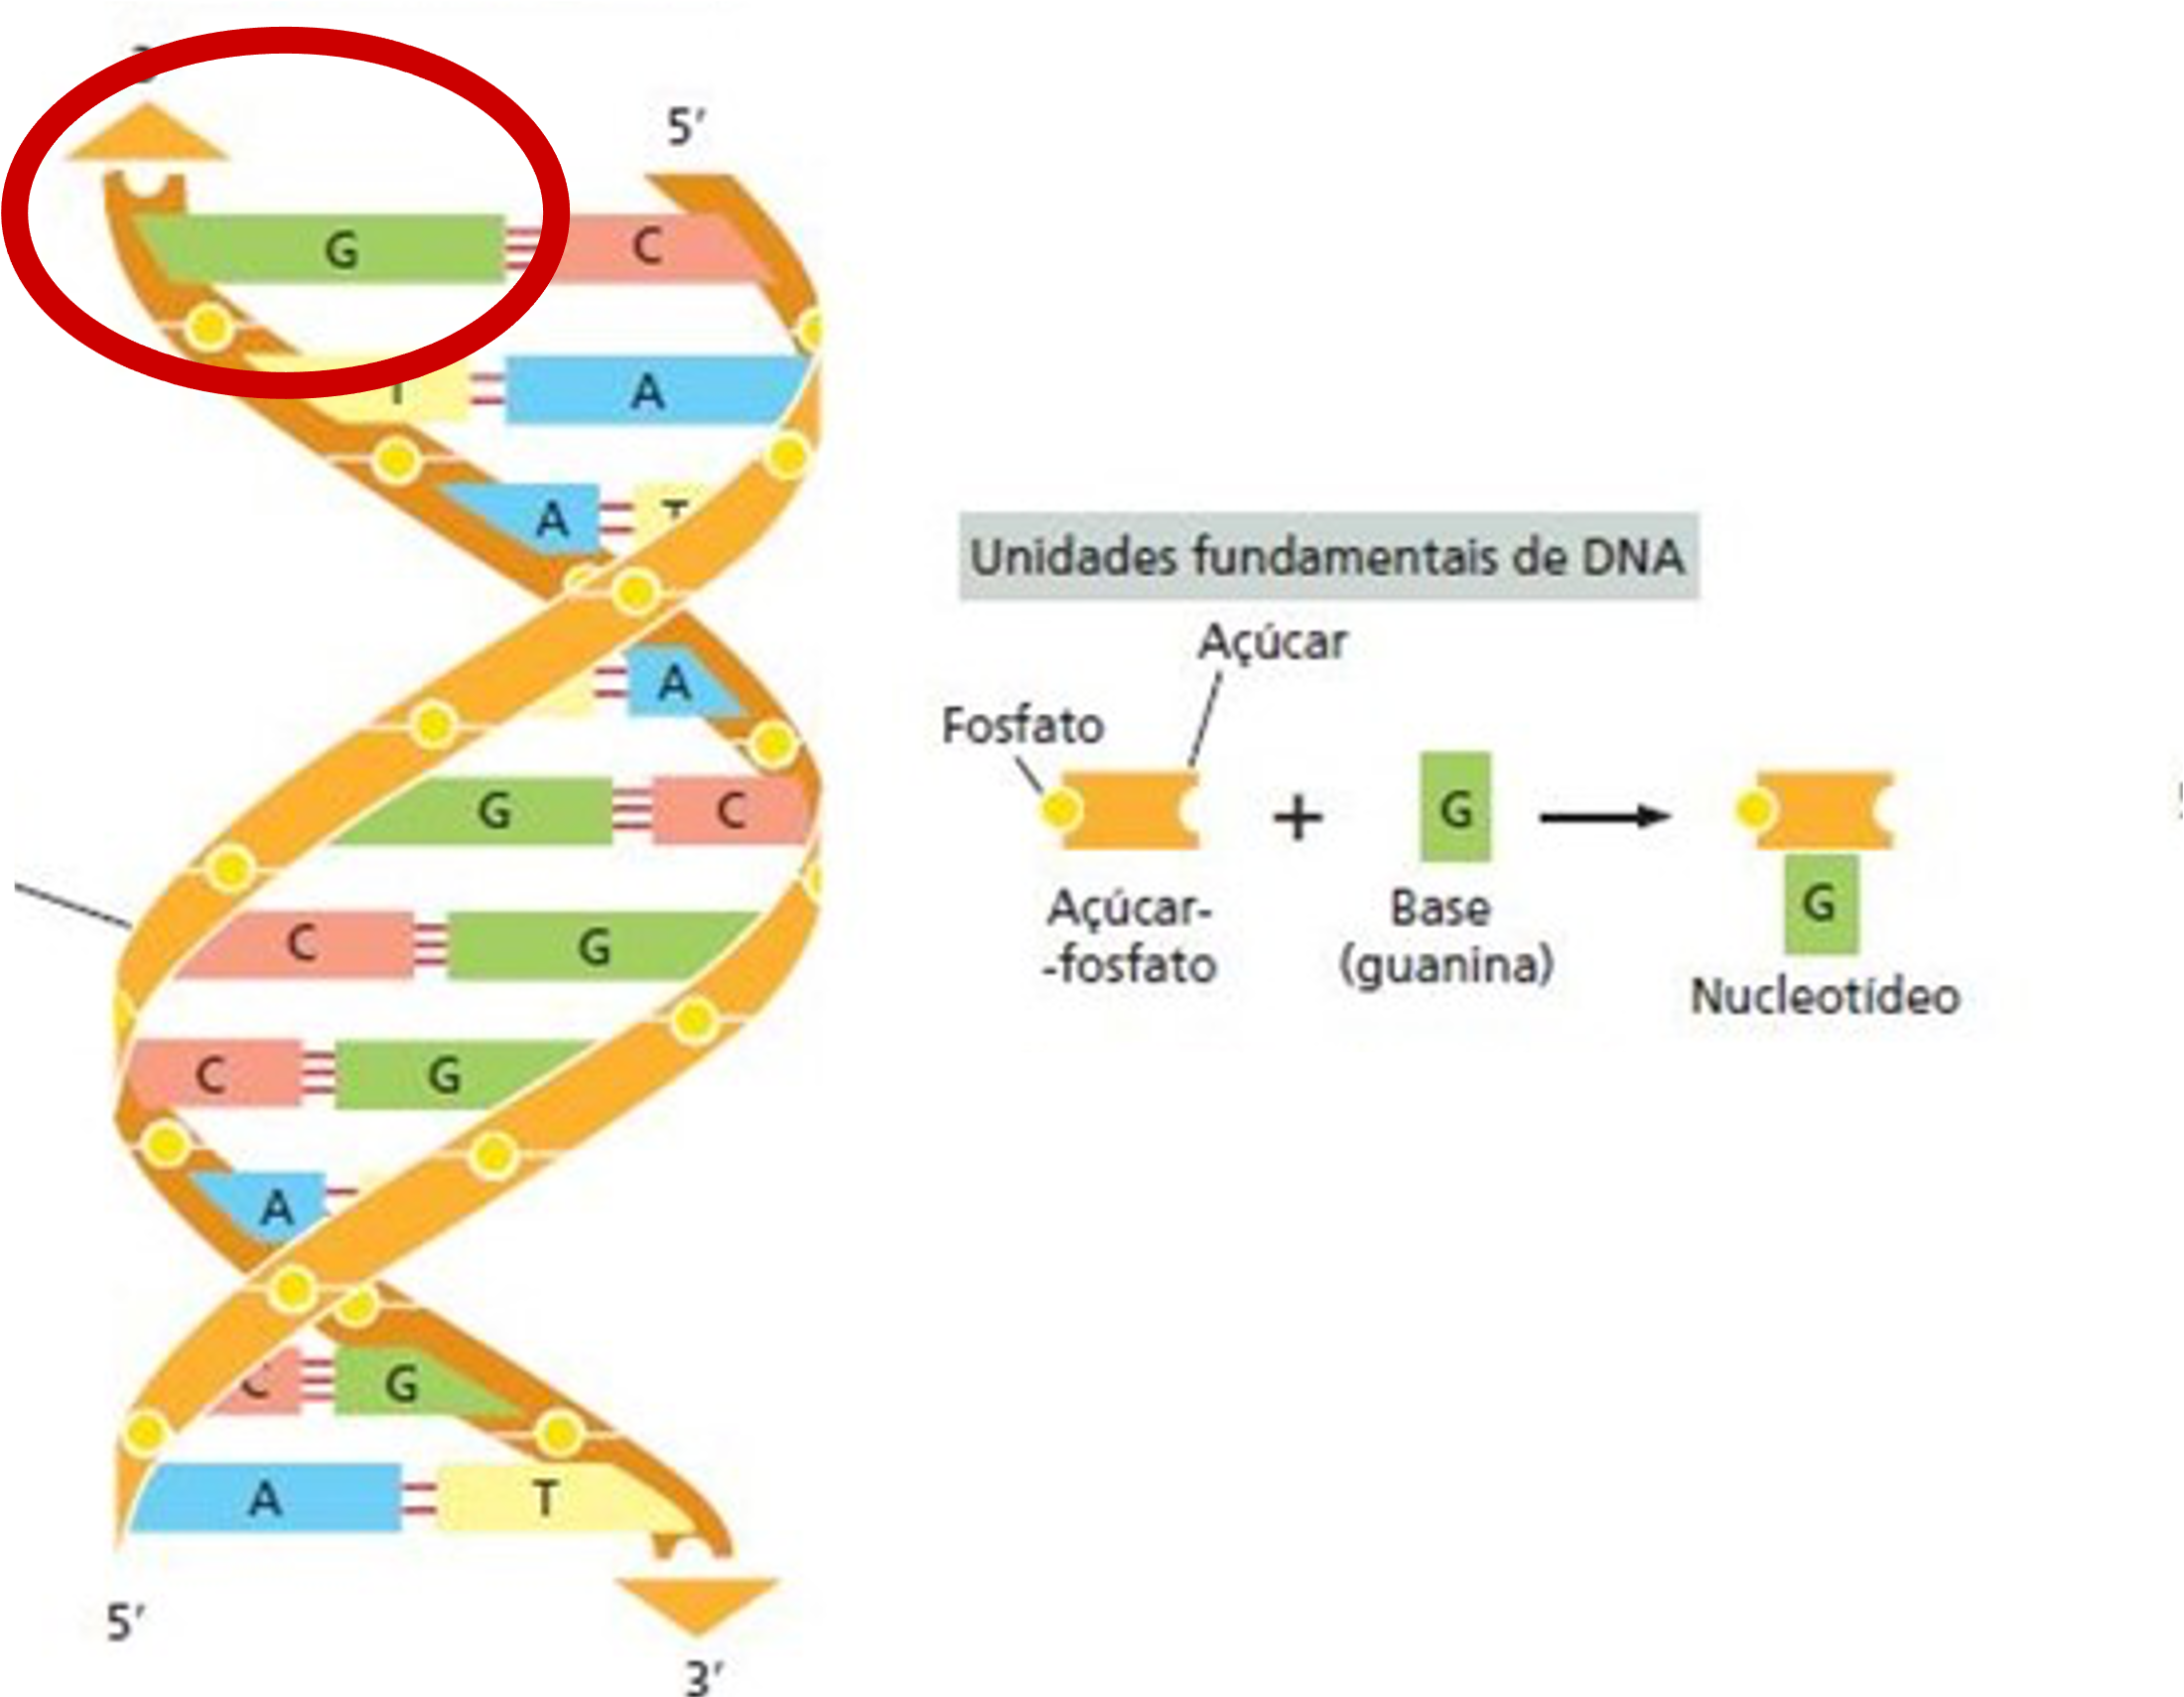 5′
G C
A
A T
A
G C
C G
C G
A
C G
A T
5′
3′
Unidades fundamentais de DNA
Açúcar
Fosfato
+
G
G
Açúcar-
-fosfato
Base
(guanina)
Nucleotídeo